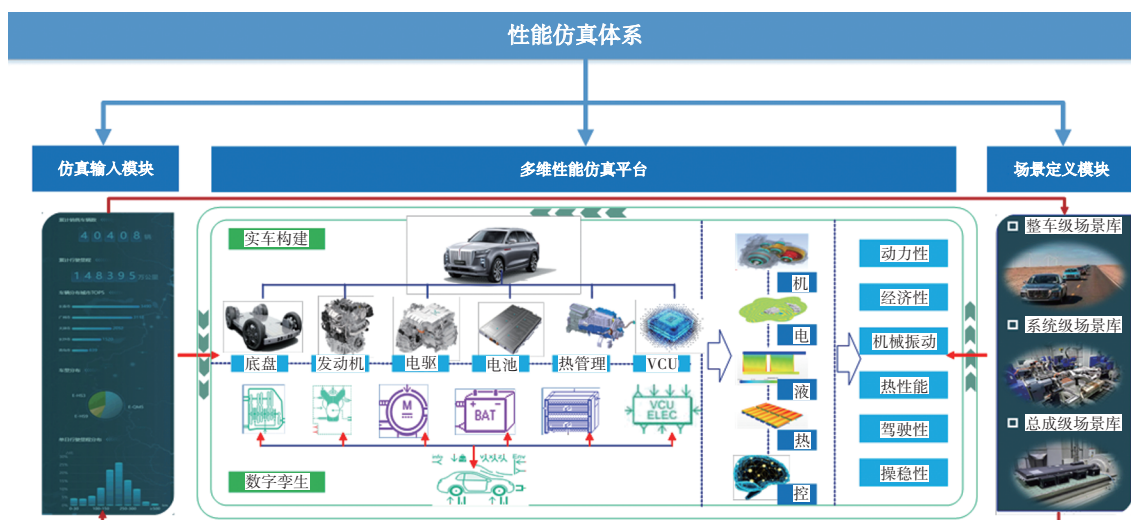 性能仿真体系
仿真输入模块
多维性能仿真平台
场景定义模块
40408
148395
实车构建
底盘
发动机
电驱
电池
热管理
VCU
M
BAT
VCU
ELEC
数字孪生
机
电
液
热
控
动力性
经济性
机械振动
热性能
驾驶性
操稳性
整车级场景库
系统级场景库
总成级场景库